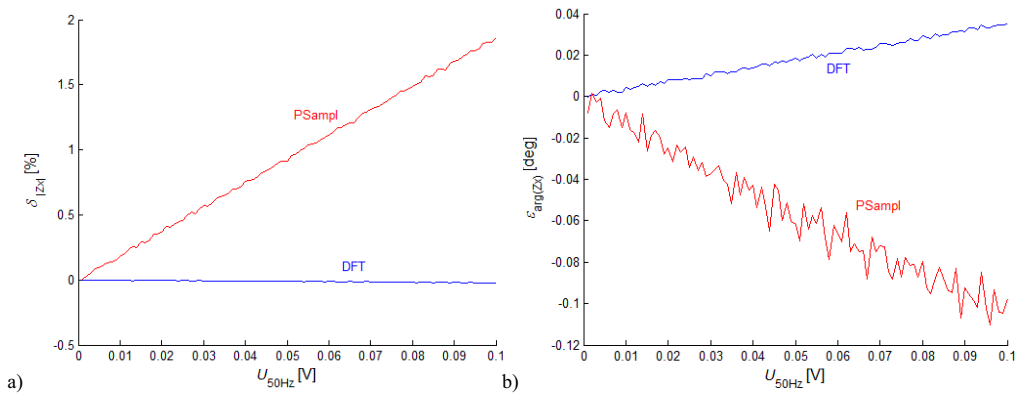 2
1.5
1
0.5
0
-0.5
δ|Zx| [%]
PSampl
DFT
0 0.01 0.02 0.03 0.04 0.05 0.06 0.07 0.08 0.09 0.1
U50Hz [V]
a)
0.04
0.02
0
-0.02
-0.04
-0.06
-0.08
-0.1
-0.12
εarg(Zx) [deg]
DFT
PSampl
0 0.01 0.02 0.03 0.04 0.05 0.06 0.07 0.08 0.09 0.1
U50Hz [V]
b)